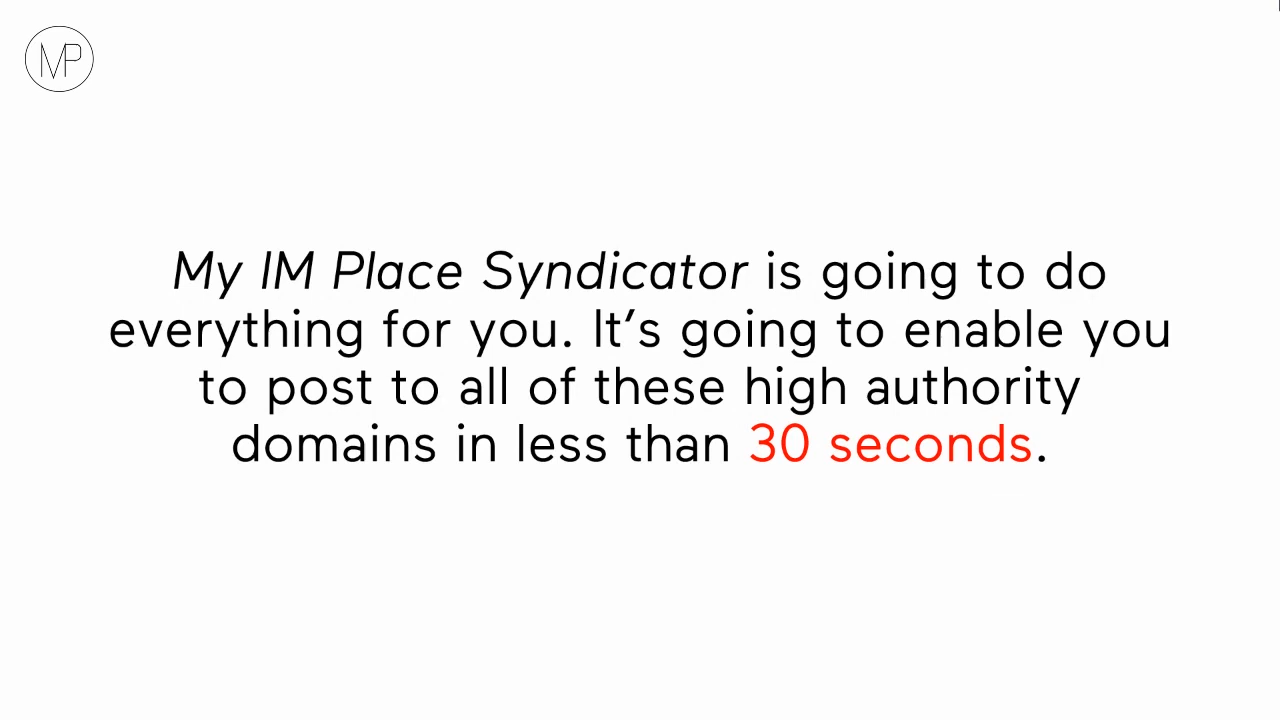 MP
My IM Place Syndicator is going to do
everything for you. It’s going to enable you
to post to all of these high authority
domains in less than 30 seconds.